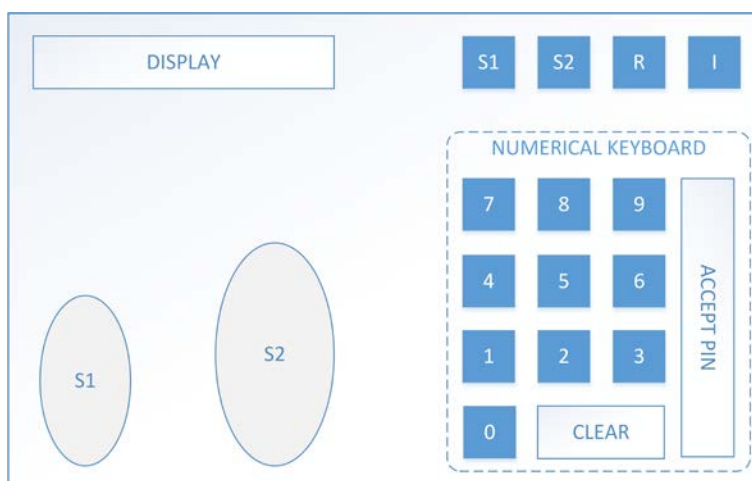 DISPLAY
S1 S2 R I
NUMERICAL KEYBOARD
7 8 9
4 5 6
1 2 3
0 CLEAR
ACCEPT PIN
S1
S2